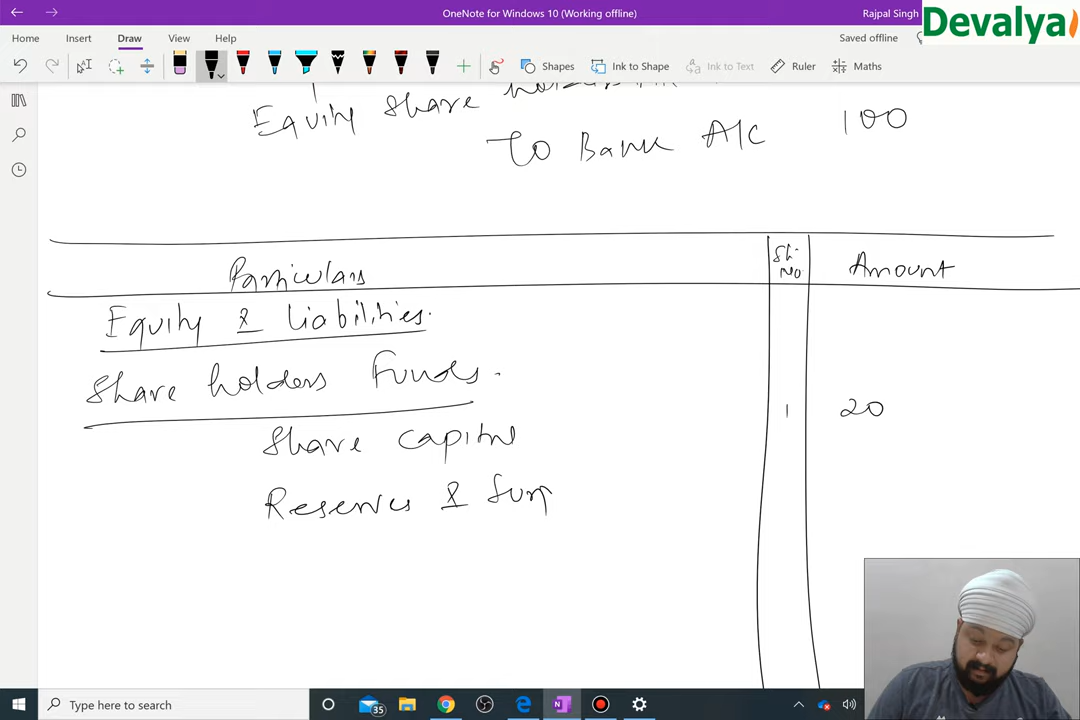 OneNote for Windows 10 (Working offline)
Rajpal Singh
Devalya
Home Insert Draw View Help
Saved offline
Shapes Ink to Shape Ink to Text Ruler Maths
Equity Share
To Bank A/c 100
Particulars Sh. No Amount
Equity & Liabilities.
Share holders Funds.
1 20
Share capital
Reserves & Surp
Type here to search
35